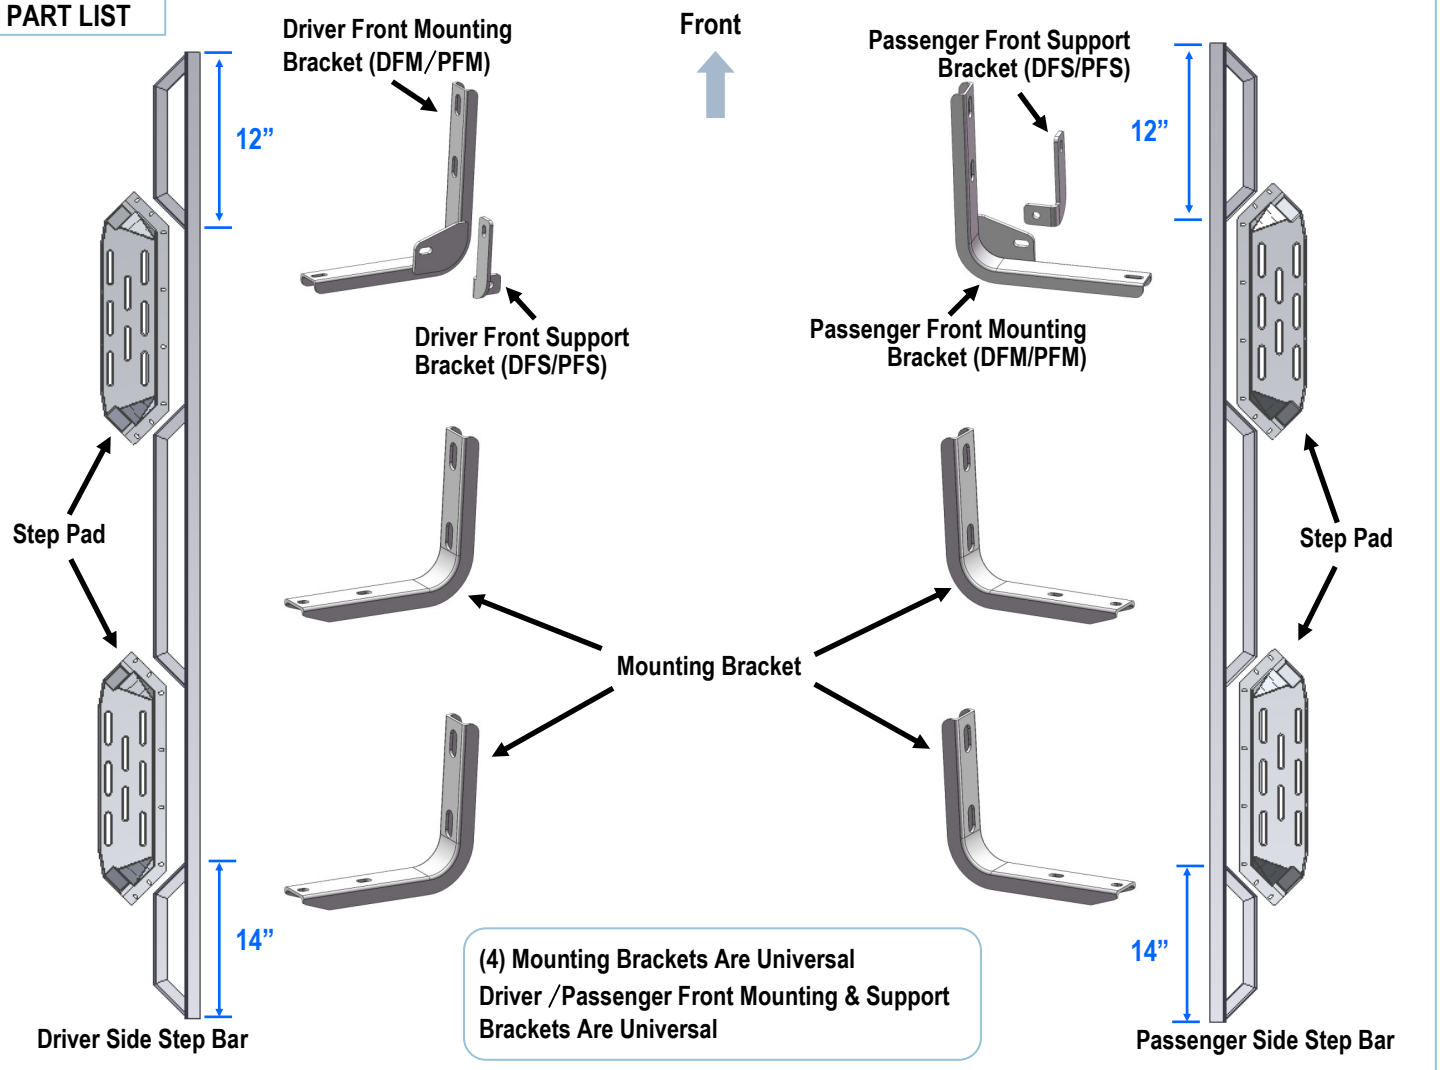 PART LIST
Driver Front Mounting
Bracket (DFM/PFM)
Front
Passenger Front Support
Bracket (DFS/PFS)
12”
12”
Driver Front Support
Bracket (DFS/PFS)
Passenger Front Mounting
Bracket (DFM/PFM)
Step Pad
Step Pad
Mounting Bracket
14”
14”
(4) Mounting Brackets Are Universal
Driver /Passenger Front Mounting & Support
Brackets Are Universal
Driver Side Step Bar
Passenger Side Step Bar